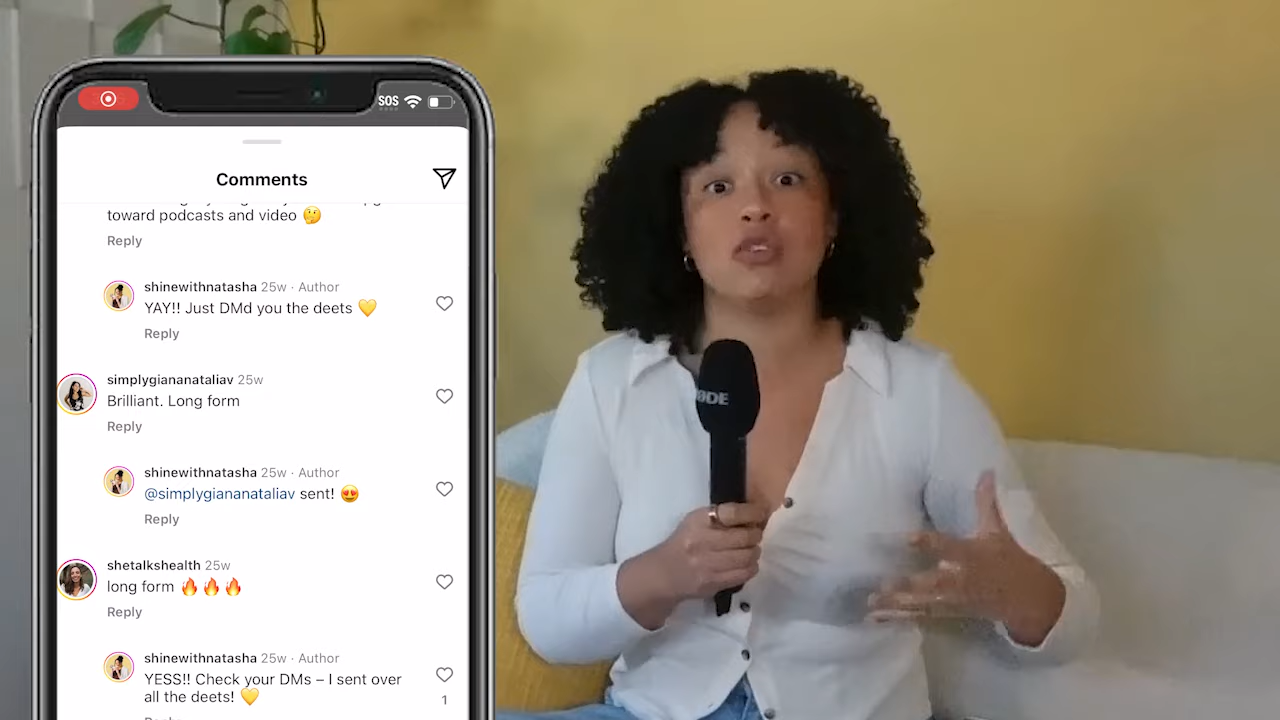 SOS
Comments
toward podcasts and video 🤔
Reply
shinewithnatasha 25w · Author
YAY!! Just DMd you the deets 💛
Reply
simplygiananataliav 25w
Brilliant. Long form
Reply
shinewithnatasha 25w · Author
@simplygiananataliav sent! 😍
Reply
shetalkshealth 25w
long form 🔥🔥🔥
Reply
shinewithnatasha 25w · Author
YESS!! Check your DMs – I sent over
all the deets! 💛
1
RØDE